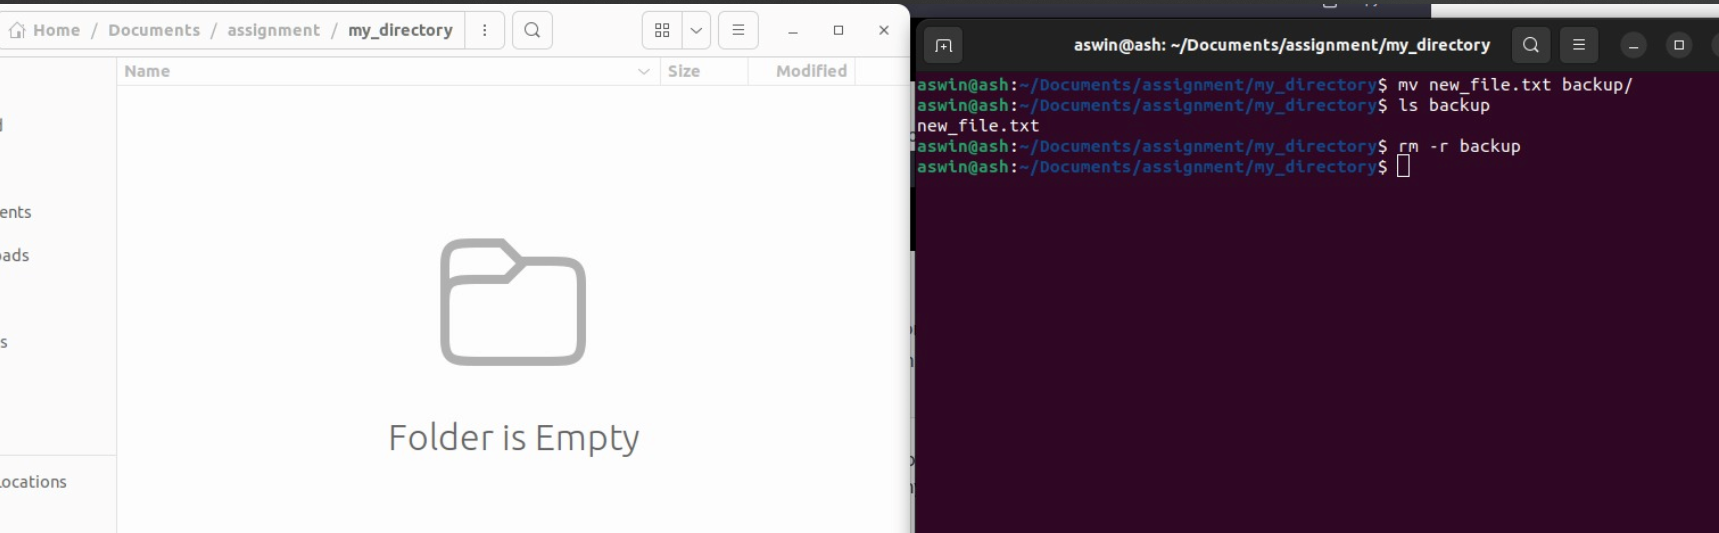 Home / Documents / assignment / my_directory
Name Size Modified
ents
oads
s
Locations
Folder is Empty
aswin@ash: ~/Documents/assignment/my_directory
aswin@ash:~/Documents/assignment/my_directory$ mv new_file.txt backup/
aswin@ash:~/Documents/assignment/my_directory$ ls backup
new_file.txt
aswin@ash:~/Documents/assignment/my_directory$ rm -r backup
aswin@ash:~/Documents/assignment/my_directory$